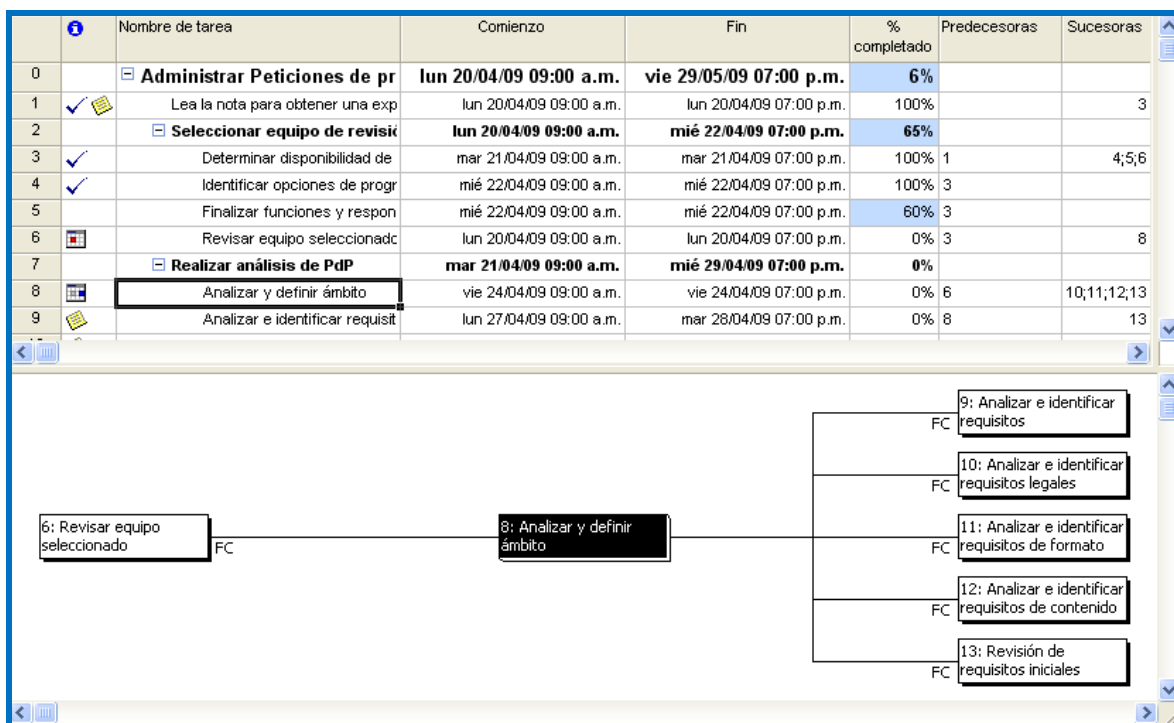 Nombre de tarea Comienzo Fin % completado Predecesoras Sucesoras
0 Administrar Peticiones de pr lun 20/04/09 09:00 a.m. vie 29/05/09 07:00 p.m. 6%
1 Lea la nota para obtener una exp lun 20/04/09 09:00 a.m. lun 20/04/09 07:00 p.m. 100% 3
2 Seleccionar equipo de revisió lun 20/04/09 09:00 a.m. mié 22/04/09 07:00 p.m. 65%
3 Determinar disponibilidad de mar 21/04/09 09:00 a.m. mar 21/04/09 07:00 p.m. 100% 1 4;5;6
4 Identificar opciones de progr mié 22/04/09 09:00 a.m. mié 22/04/09 07:00 p.m. 100% 3
5 Finalizar funciones y respon mié 22/04/09 09:00 a.m. mié 22/04/09 07:00 p.m. 60% 3
6 Revisar equipo seleccionado lun 20/04/09 09:00 a.m. lun 20/04/09 07:00 p.m. 0% 3 8
7 Realizar análisis de PdP mar 21/04/09 09:00 a.m. mié 29/04/09 07:00 p.m. 0%
8 Analizar y definir ámbito vie 24/04/09 09:00 a.m. vie 24/04/09 07:00 p.m. 0% 6 10;11;12;13
9 Analizar e identificar requisit lun 27/04/09 09:00 a.m. mar 28/04/09 07:00 p.m. 0% 8 13
6: Revisar equipo
seleccionado
FC
8: Analizar y definir
ámbito
9: Analizar e identificar
FC requisitos
10: Analizar e identificar
FC requisitos legales
11: Analizar e identificar
FC requisitos de formato
12: Analizar e identificar
FC requisitos de contenido
13: Revisión de
FC requisitos iniciales